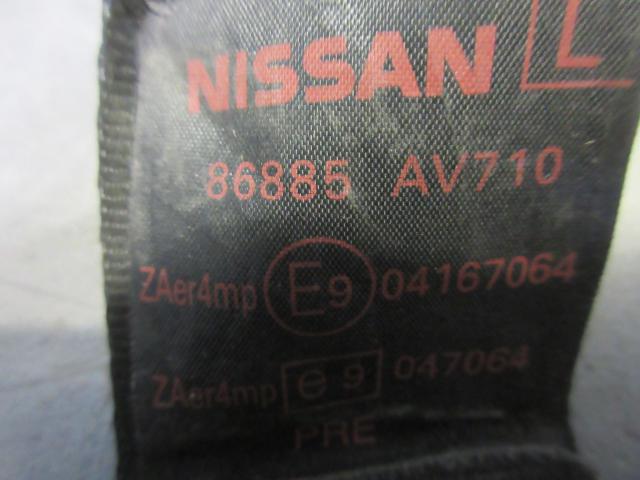 NISSAN L
86885 AV710
ZAer4mp E9 04167064
ZAer4mp e9 047064
PRE